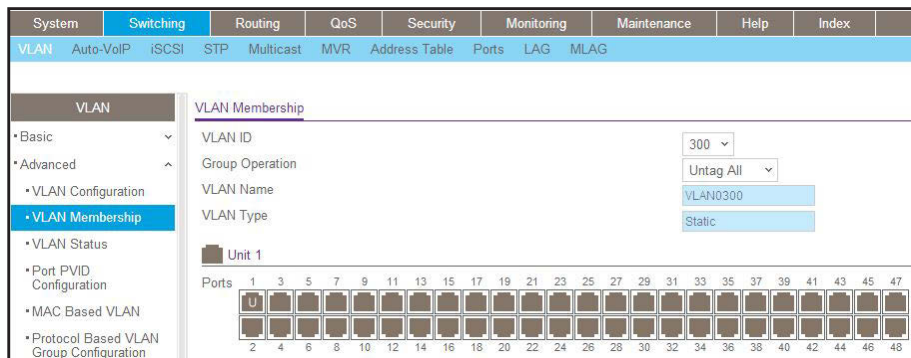 System Switching Routing QoS Security Monitoring Maintenance Help Index
VLAN Auto-VoIP iSCSI STP Multicast MVR Address Table Ports LAG MLAG
VLAN
Basic
Advanced
VLAN Configuration
VLAN Membership
VLAN Status
Port PVID
Configuration
MAC Based VLAN
Protocol Based VLAN
Group Configuration
VLAN Membership
VLAN ID 300
Group Operation Untag All
VLAN Name VLAN0300
VLAN Type Static
Unit 1
Ports 1 3 5 7 9 11 13 15 17 19 21 23 25 27 29 31 33 35 37 39 41 43 45 47
U
2 4 6 8 10 12 14 16 18 20 22 24 26 28 30 32 34 36 38 40 42 44 46 48